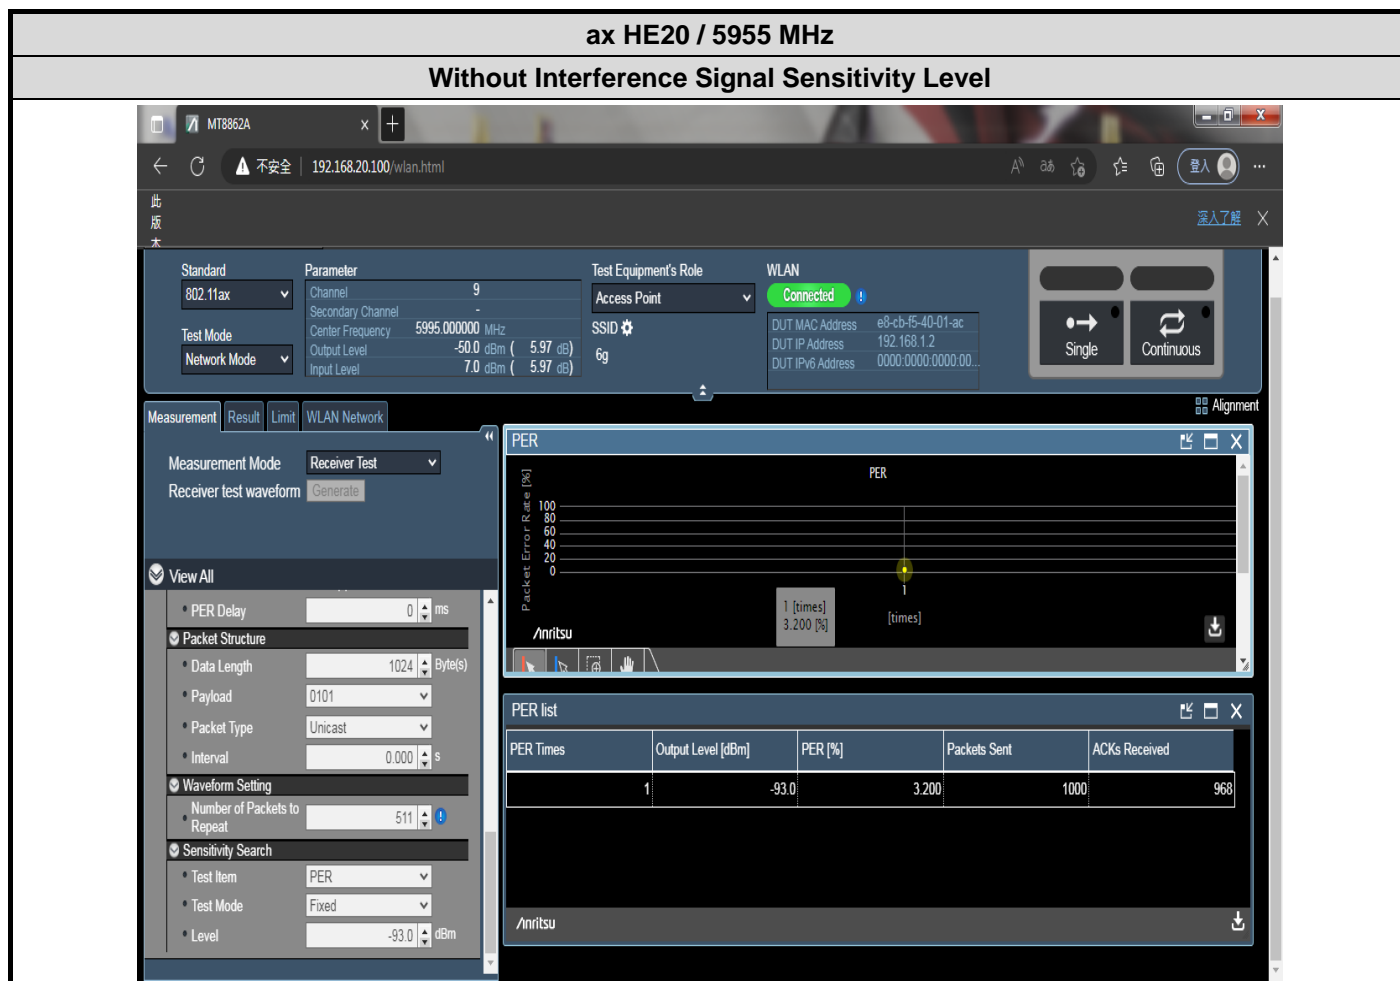 ax HE20 / 5955 MHz
Without Interference Signal Sensitivity Level
MT8862A
不安全 | 192.168.20.100/wlan.html
登入
此
版
本
深入了解
Standard
802.11ax
Test Mode
Network Mode
Parameter
Channel 9
Secondary Channel -
Center Frequency 5995.000000 MHz
Output Level -50.0 dBm ( 5.97 dB)
Input Level 7.0 dBm ( 5.97 dB)
Test Equipment's Role
Access Point
SSID
6g
WLAN
Connected
DUT MAC Address e8-cb-f5-40-01-ac
DUT IP Address 192.168.1.2
DUT IPv6 Address 0000:0000:0000:00...
Single
Continuous
Alignment
Measurement Result Limit WLAN Network
Measurement Mode Receiver Test
Receiver test waveform Generate
View All
PER Delay 0 ms
Packet Structure
Data Length 1024 Byte(s)
Payload 0101
Packet Type Unicast
Interval 0.000 s
Waveform Setting
Number of Packets to
Repeat 511
Sensitivity Search
Test Item PER
Test Mode Fixed
Level -93.0 dBm
PER
PER
Packet Error Rate [%]
100
80
60
40
20
0
1
[times]
1 [times]
3.200 [%]
Anritsu
PER list
PER Times Output Level [dBm] PER [%] Packets Sent ACKs Received
1 -93.0 3.200 1000 968
Anritsu